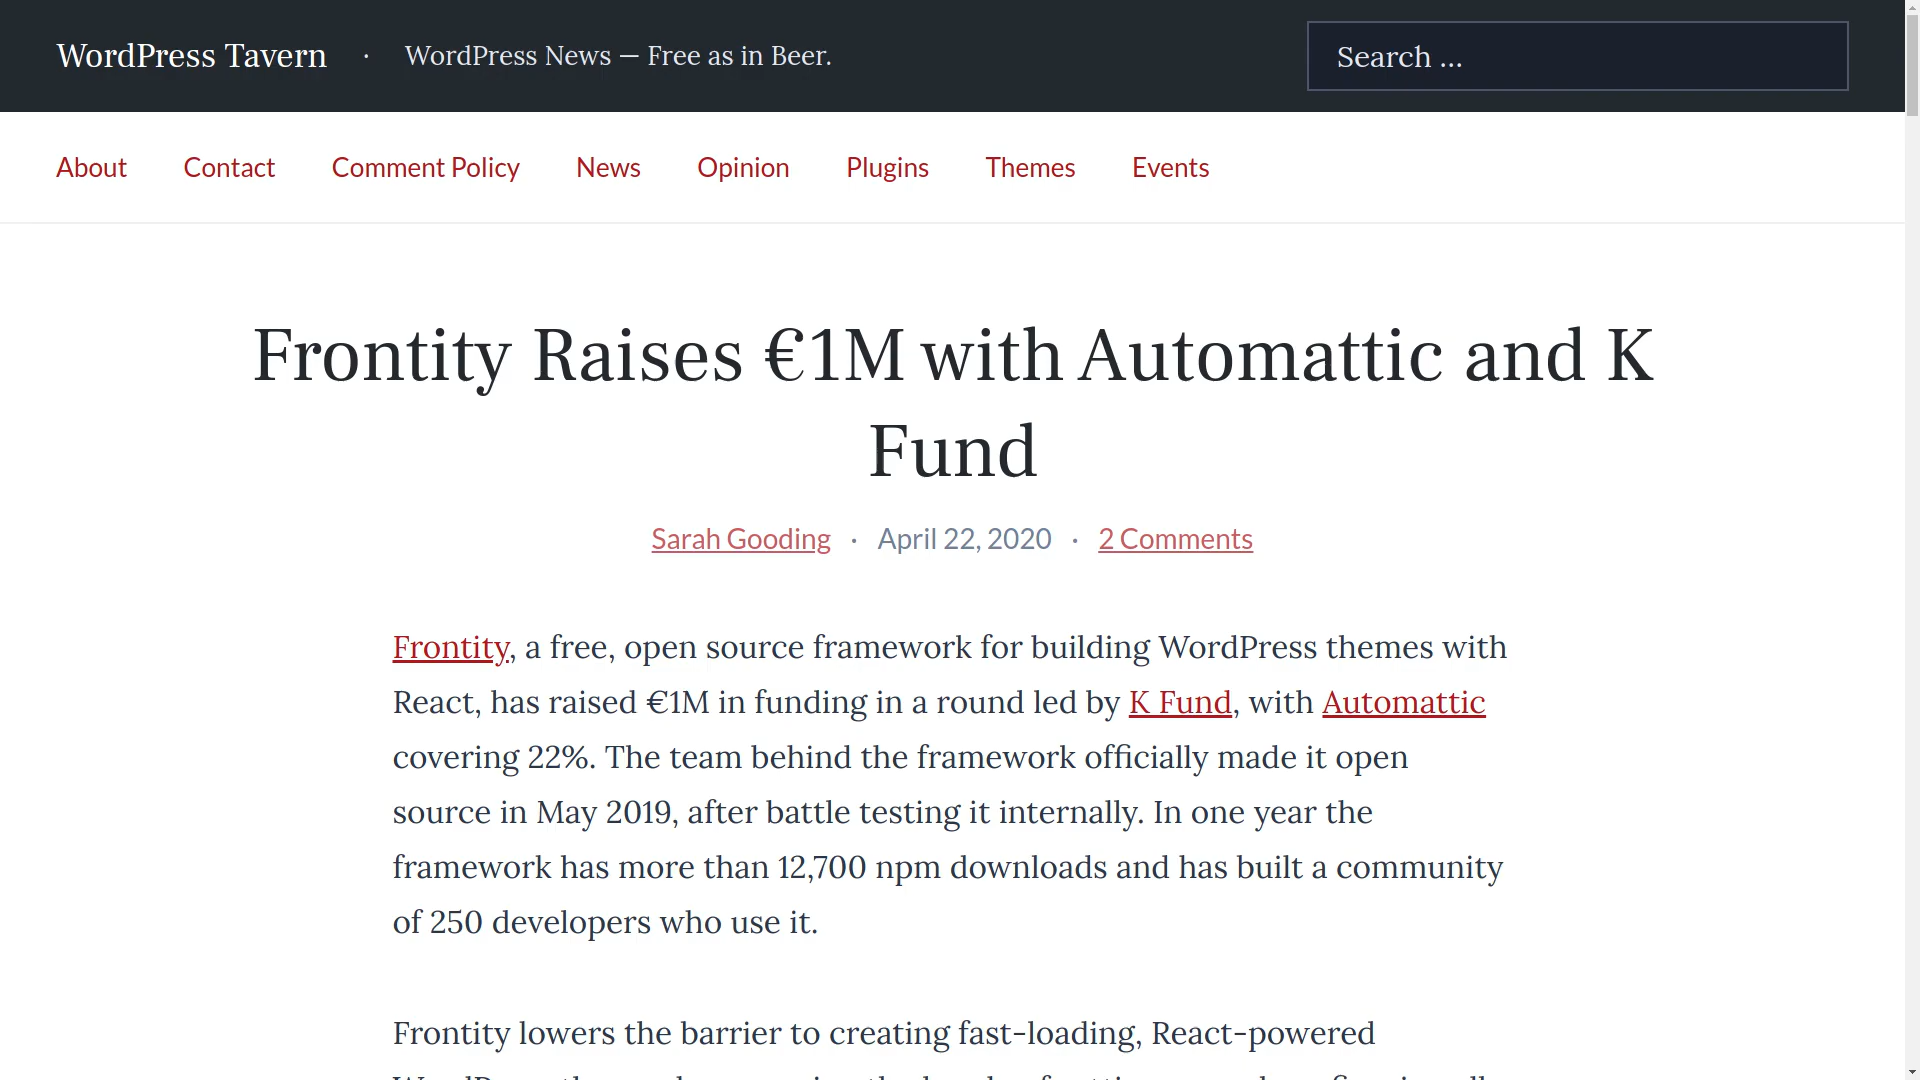 WordPress Tavern · WordPress News — Free as in Beer. Search ...
About Contact Comment Policy News Opinion Plugins Themes Events
Frontity Raises €1M with Automattic and K
Fund
Sarah Gooding · April 22, 2020 · 2 Comments
Frontity, a free, open source framework for building WordPress themes with
React, has raised €1M in funding in a round led by K Fund, with Automattic
covering 22%. The team behind the framework officially made it open
source in May 2019, after battle testing it internally. In one year the
framework has more than 12,700 npm downloads and has built a community
of 250 developers who use it.
Frontity lowers the barrier to creating fast-loading, React-powered